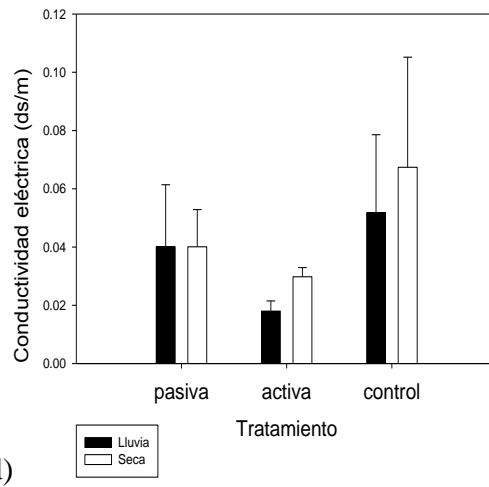 Conductividad eléctrica (ds/m)
0.12
0.10
0.08
0.06
0.04
0.02
0.00
pasiva activa control
Tratamiento
Lluvia
Seca
)